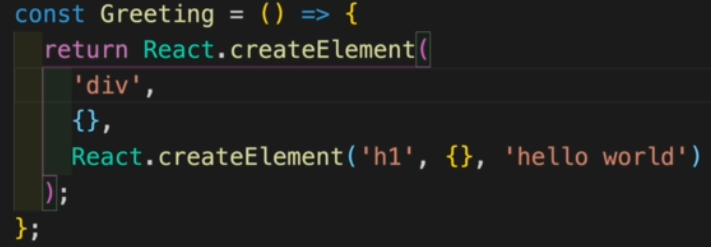 const Greeting = () => {
  return React.createElement(
    'div',
    {},
    React.createElement('h1', {}, 'hello world')
  );
};